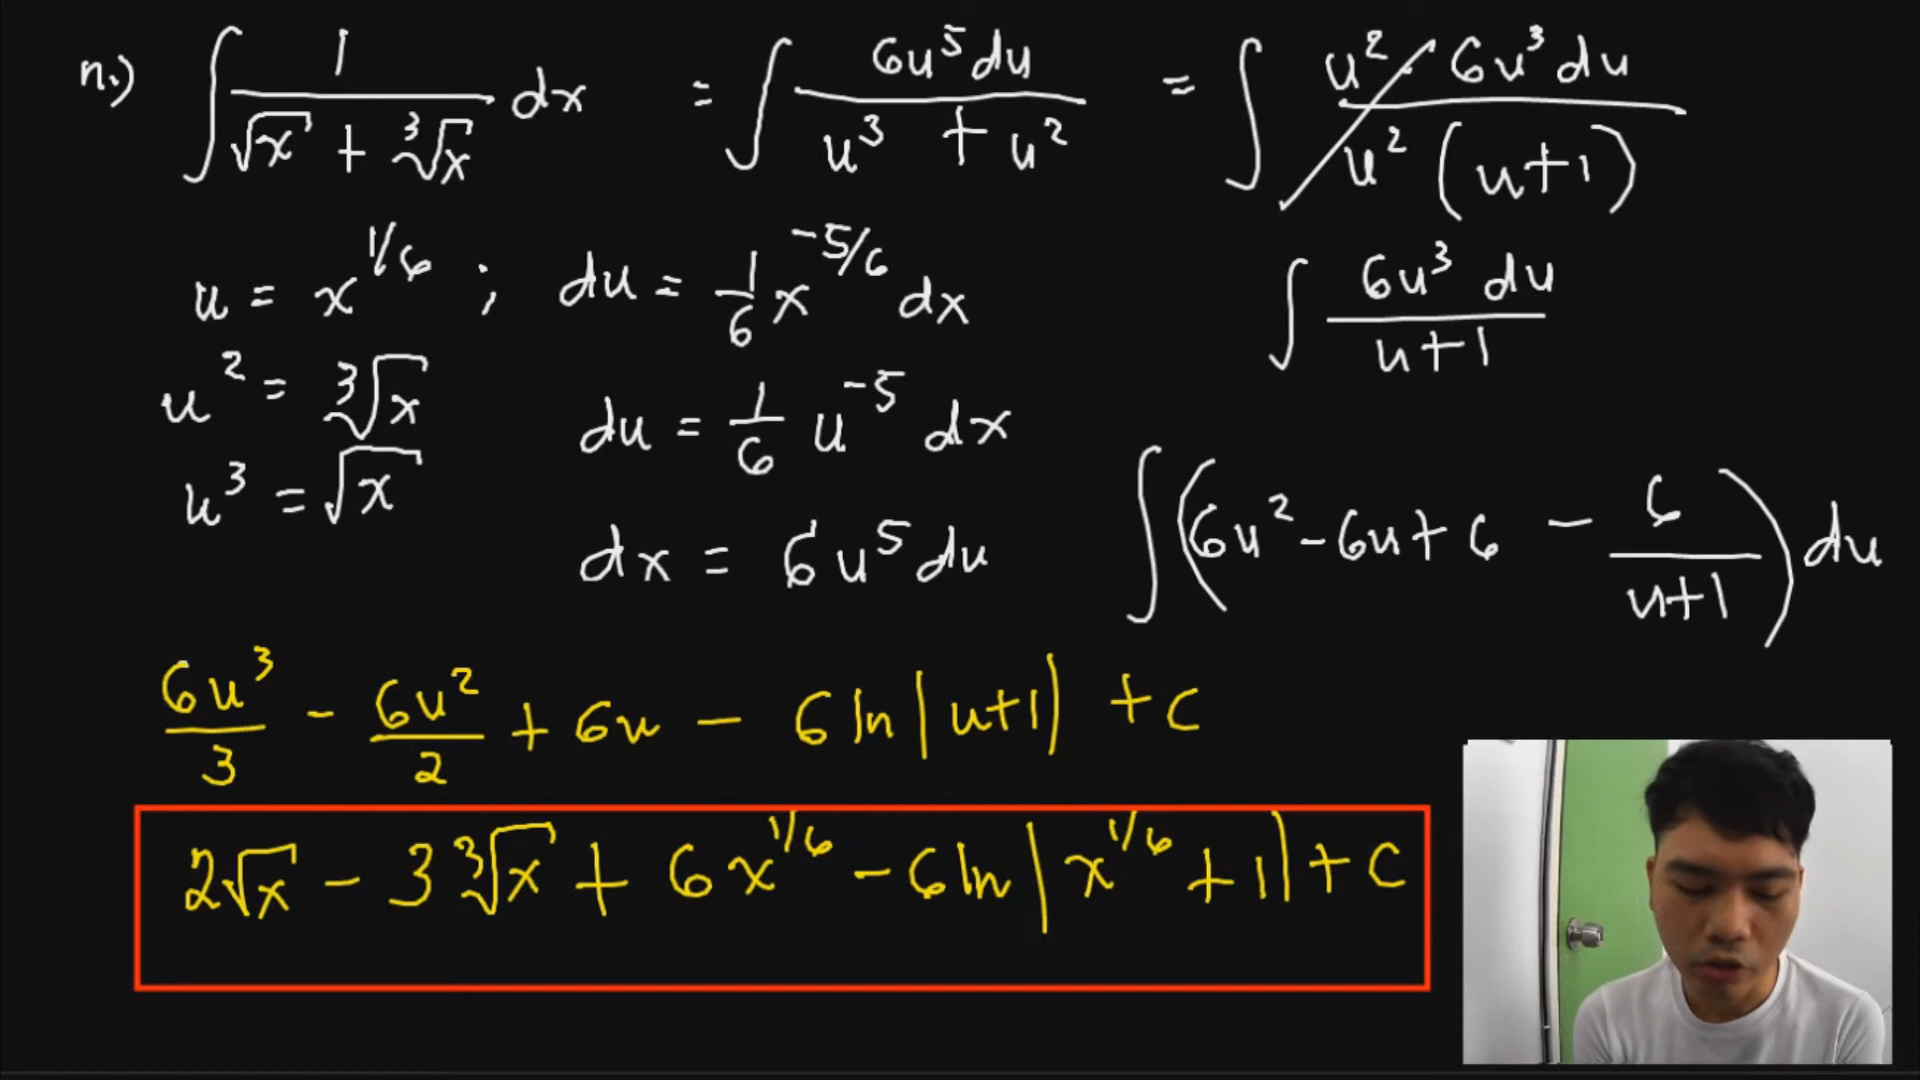 n.) ∫ 1/(√x + ∛x) dx = ∫ 6u⁵du/(u³ + u²) = ∫ u²·6u³du/(u²(u+1))
u = x^(1/6) ; du = 1/6 x^(-5/6) dx
∫ 6u³ du/(u+1)
u² = ∛x
du = 1/6 u⁻⁵ dx
u³ = √x
dx = 6u⁵du
∫(6u² - 6u + 6 - 6/(u+1)) du
6u³/3 - 6u²/2 + 6u - 6 ln|u+1| + c
2√x - 3∛x + 6x^(1/6) - 6 ln|x^(1/6) + 1| + C